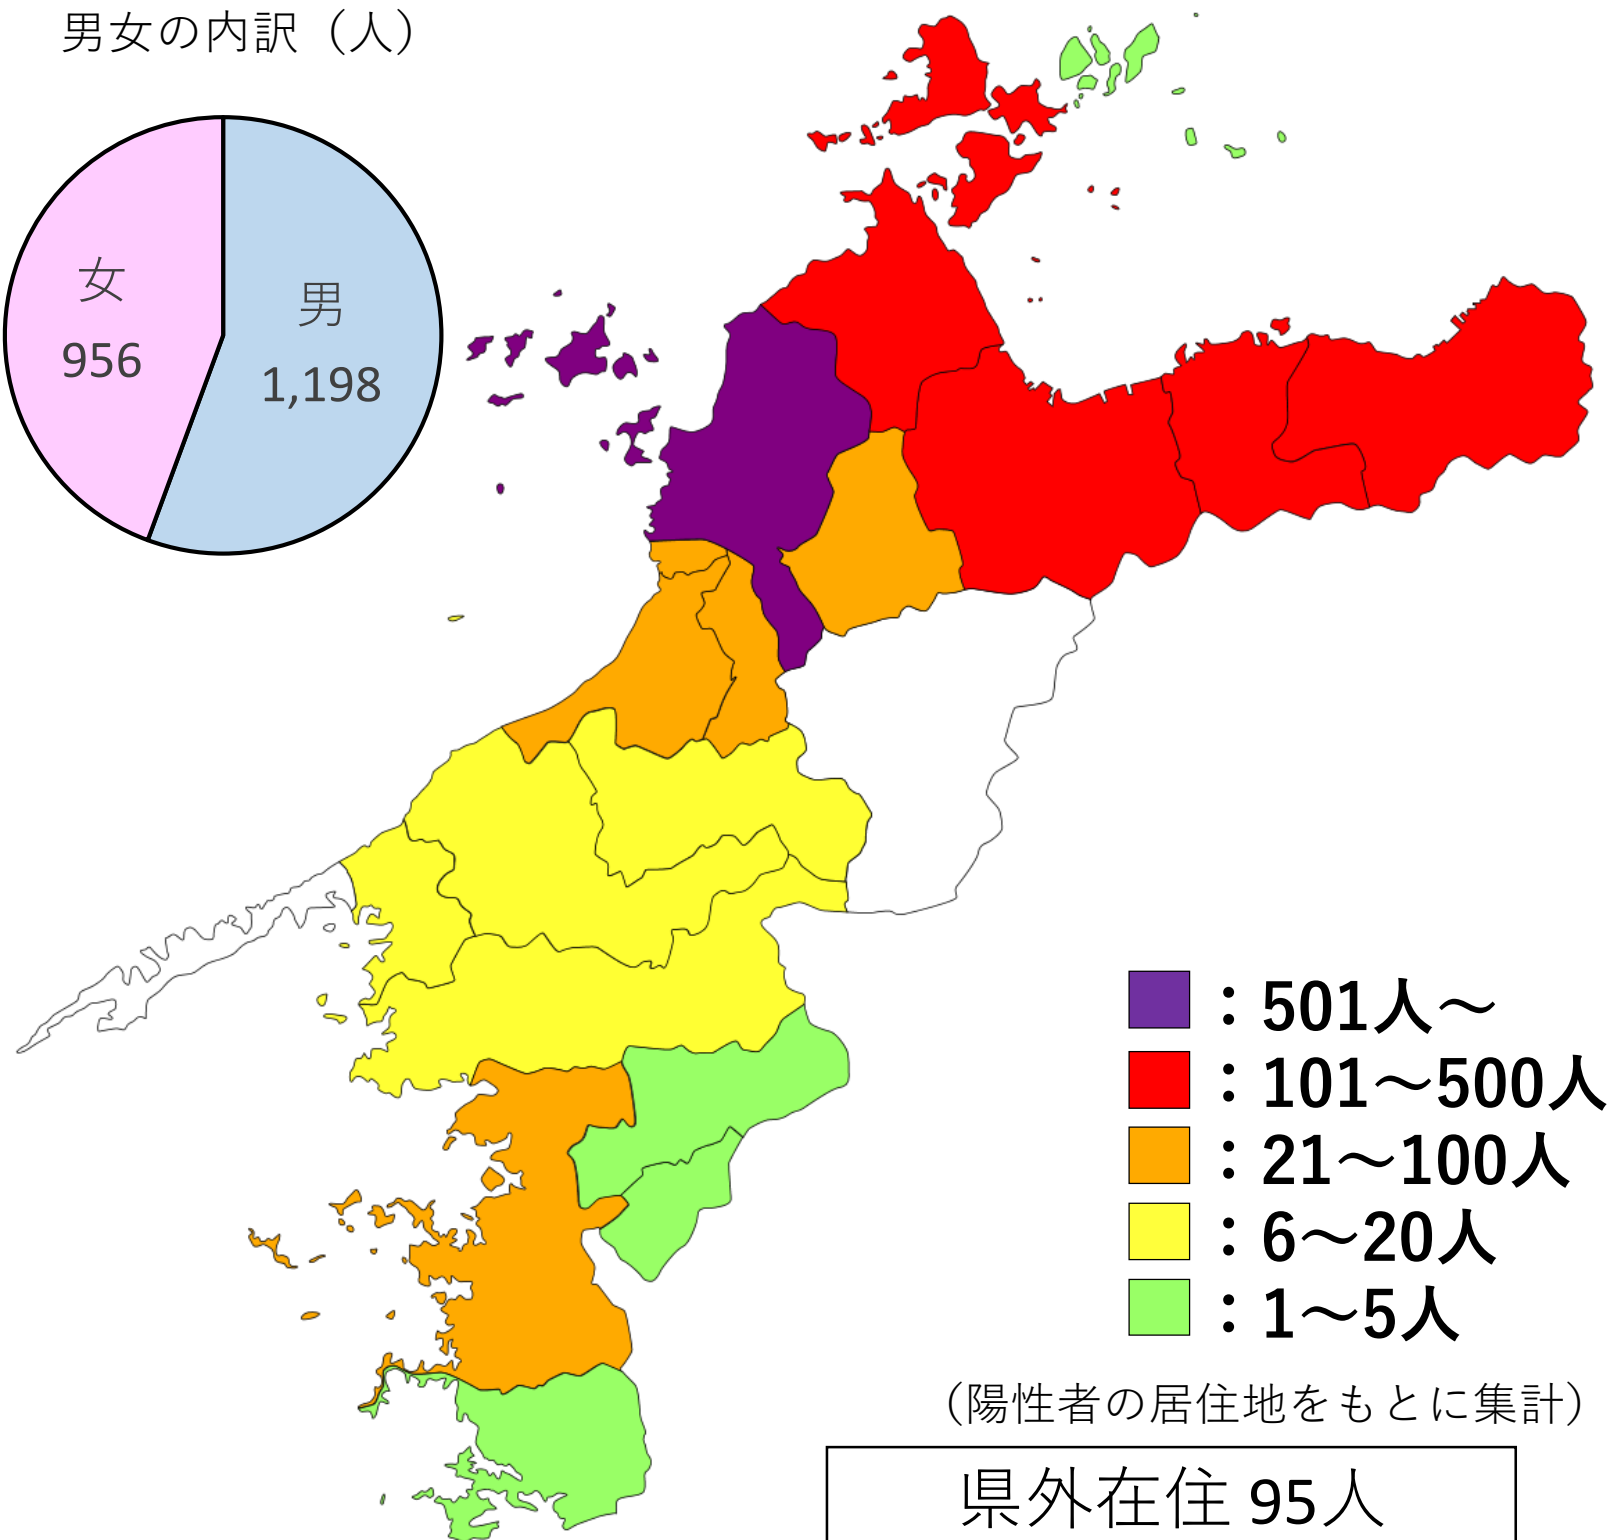 男女の内訳（人）
女
956
男
1,198
：501人～
：101～500人
：21～100人
：6～20人
：1～5人
（陽性者の居住地をもとに集計）
県外在住 95人